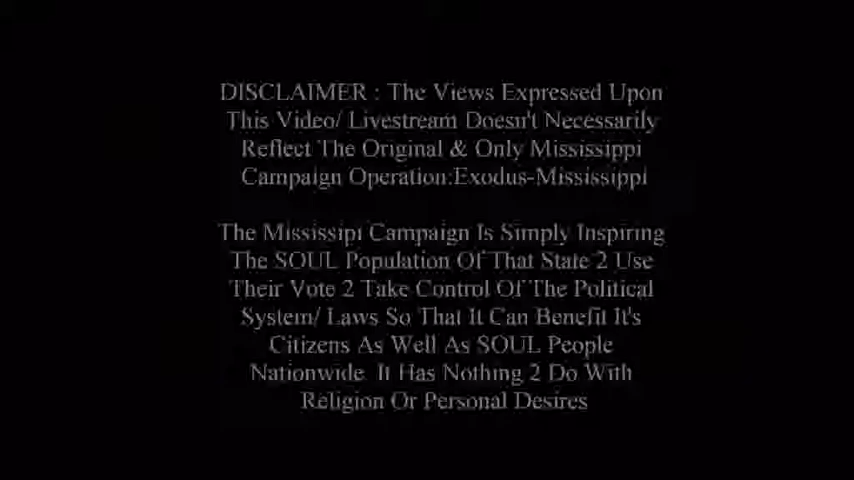 DISCLAIMER : The Views Expressed Upon
This Video/ Livestream Doesn't Necessarily
Reflect The Original & Only Mississippi
Campaign Operation:Exodus-Mississippi
The Mississipi Campaign Is Simply Inspiring
The SOUL Population Of That State 2 Use
Their Vote 2 Take Control Of The Political
System/ Laws So That It Can Benefit It's
Citizens As Well As SOUL People
Nationwide. It Has Nothing 2 Do With
Religion Or Personal Desires